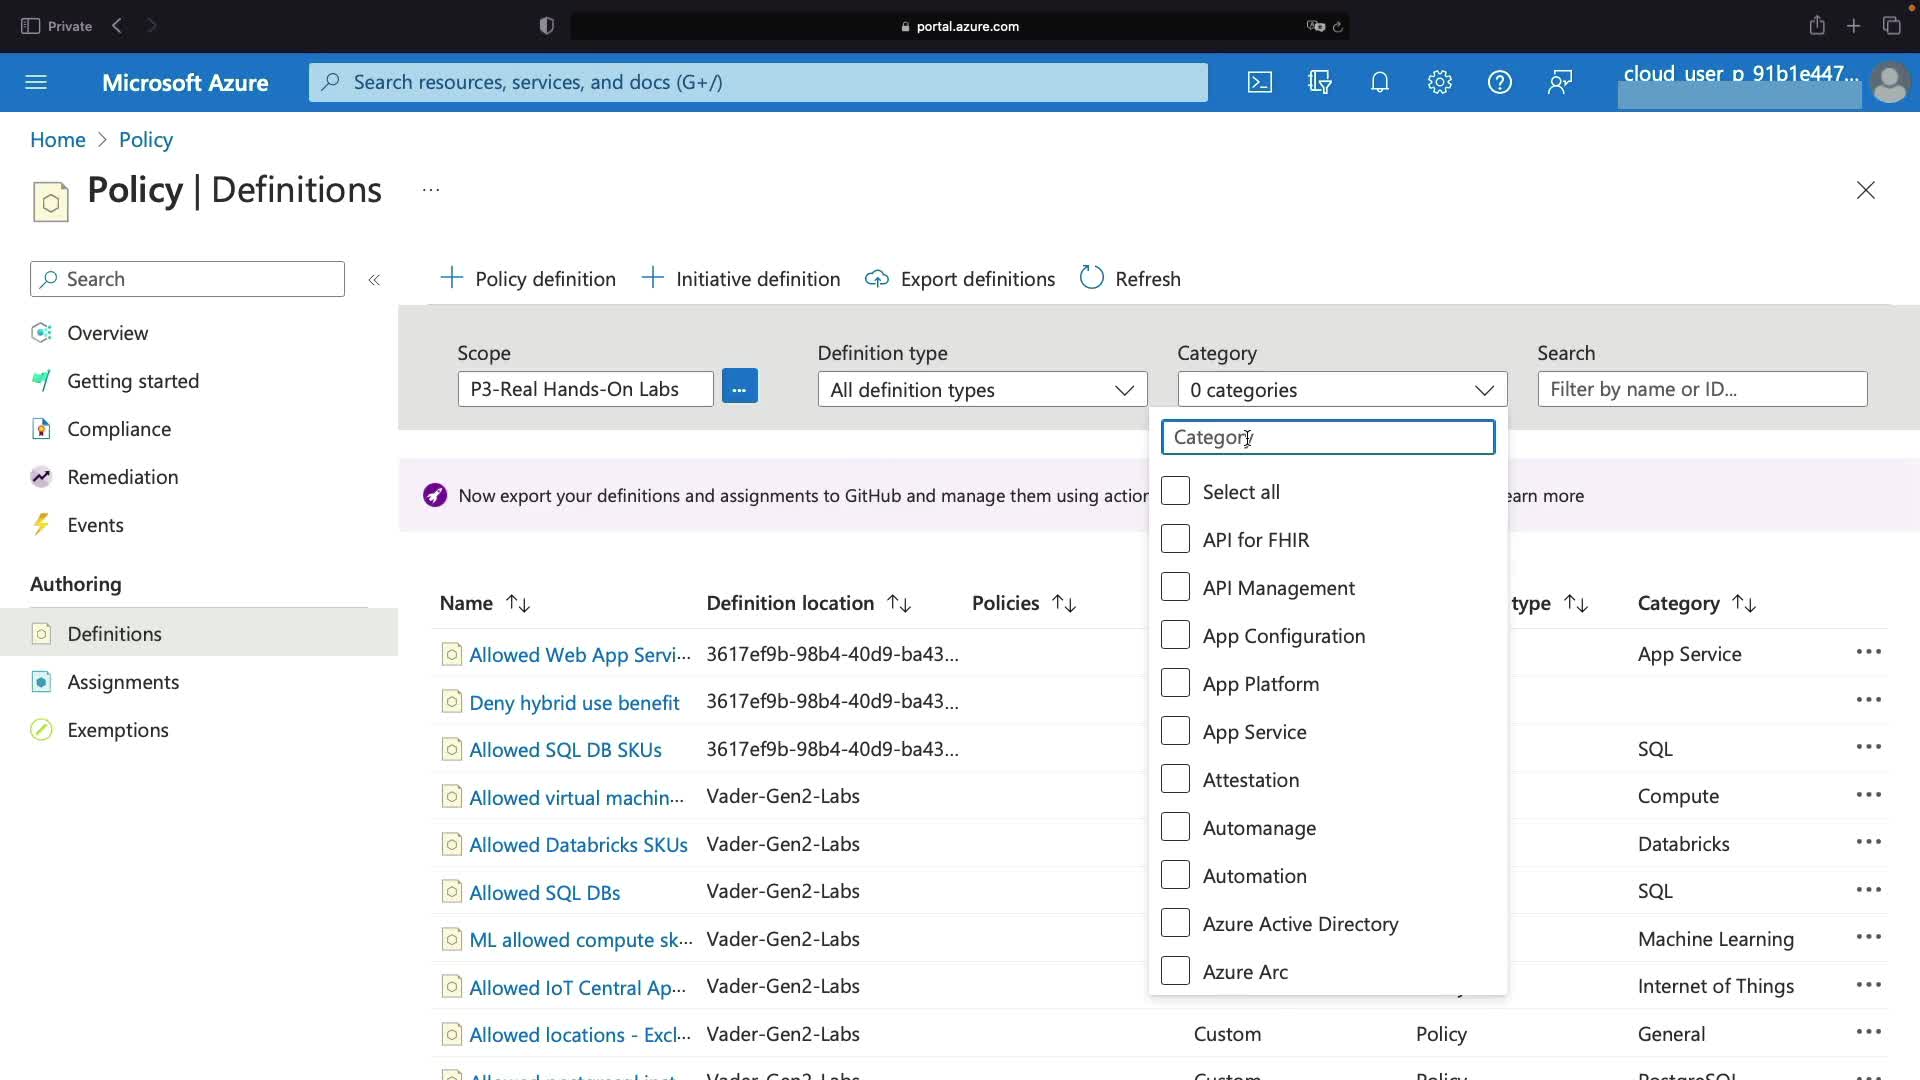 Private
portal.azure.com
Microsoft Azure
Search resources, services, and docs (G+/)
cloud_user_p_91b1e447...
Home > Policy
Policy | Definitions
...
Search
«
Policy definition
Initiative definition
Export definitions
Refresh
Overview
Getting started
Compliance
Remediation
Events
Authoring
Definitions
Assignments
Exemptions
Scope
P3-Real Hands-On Labs
...
Definition type
All definition types
Category
0 categories
Search
Filter by name or ID...
Category
Select all
API for FHIR
API Management
App Configuration
App Platform
App Service
Attestation
Automanage
Automation
Azure Active Directory
Azure Arc
Now export your definitions and assignments to GitHub and manage them using action
earn more
Name ↑↓ Definition location ↑↓ Policies ↑↓ type ↑↓ Category ↑↓
Allowed Web App Servi... 3617ef9b-98b4-40d9-ba43... App Service ...
Deny hybrid use benefit 3617ef9b-98b4-40d9-ba43... ...
Allowed SQL DB SKUs 3617ef9b-98b4-40d9-ba43... SQL ...
Allowed virtual machin... Vader-Gen2-Labs Compute ...
Allowed Databricks SKUs Vader-Gen2-Labs Databricks ...
Allowed SQL DBs Vader-Gen2-Labs SQL ...
ML allowed compute sk... Vader-Gen2-Labs Machine Learning ...
Allowed IoT Central Ap... Vader-Gen2-Labs Internet of Things ...
Allowed locations - Excl... Vader-Gen2-Labs Custom Policy General ...
Vader-Gen2-Labs Custom Policy PostgreSQL